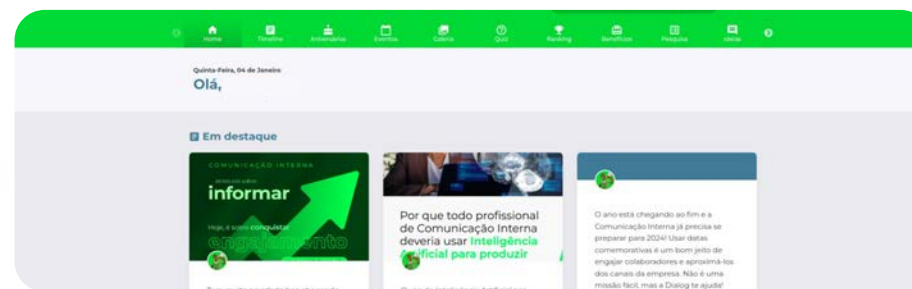 Home Timeline Aniversários Eventos Galeria Quiz Ranking Benefícios Pesquisa Ideias
Quinta-Feira, 04 de Janeiro
Olá,
Em destaque
COMUNICAÇÃO INTERNA
informar
Hoje, é sobre conquistar
engajamento
Por que todo profissional
de Comunicação Interna
deveria usar Inteligência
Artificial para produzir
O ano está chegando ao fim e a
Comunicação Interna já precisa se
preparar para 2024! Usar datas
comemorativas é um bom jeito de
engajar colaboradores e aproximá-los
dos canais da empresa. Não é uma
missão fácil, mas a Dialog te ajuda!